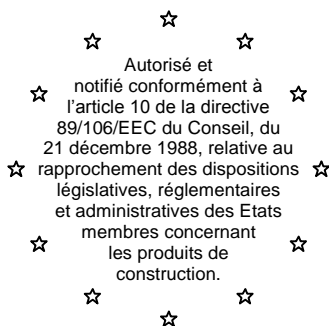 Autorisé et
notifié conformément à
l'article 10 de la directive
89/106/EEC du Conseil, du
21 décembre 1988, relative au
rapprochement des dispositions
législatives, réglementaires
et administratives des Etats
membres concernant
les produits de
construction.